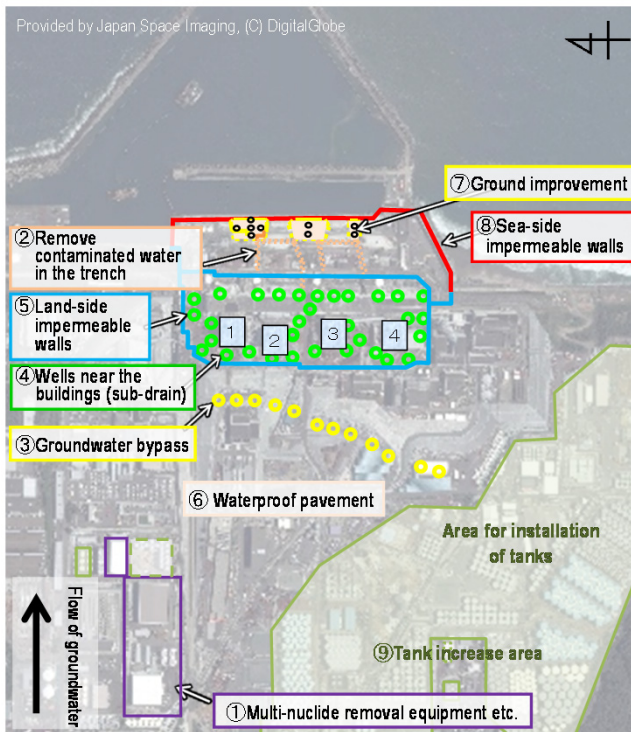 Provided by Japan Space Imaging, (C) DigitalGlobe
⑦Ground improvement
②Remove
contaminated water
in the trench
⑧Sea-side
impermeable walls
⑤Land-side
impermeable
walls
1
2
3
4
④Wells near the
buildings (sub-drain)
③Groundwater bypass
⑥ Waterproof pavement
Area for installation
of tanks
Flow of groundwater
⑨Tank increase area
①Multi-nuclide removal equipment etc.